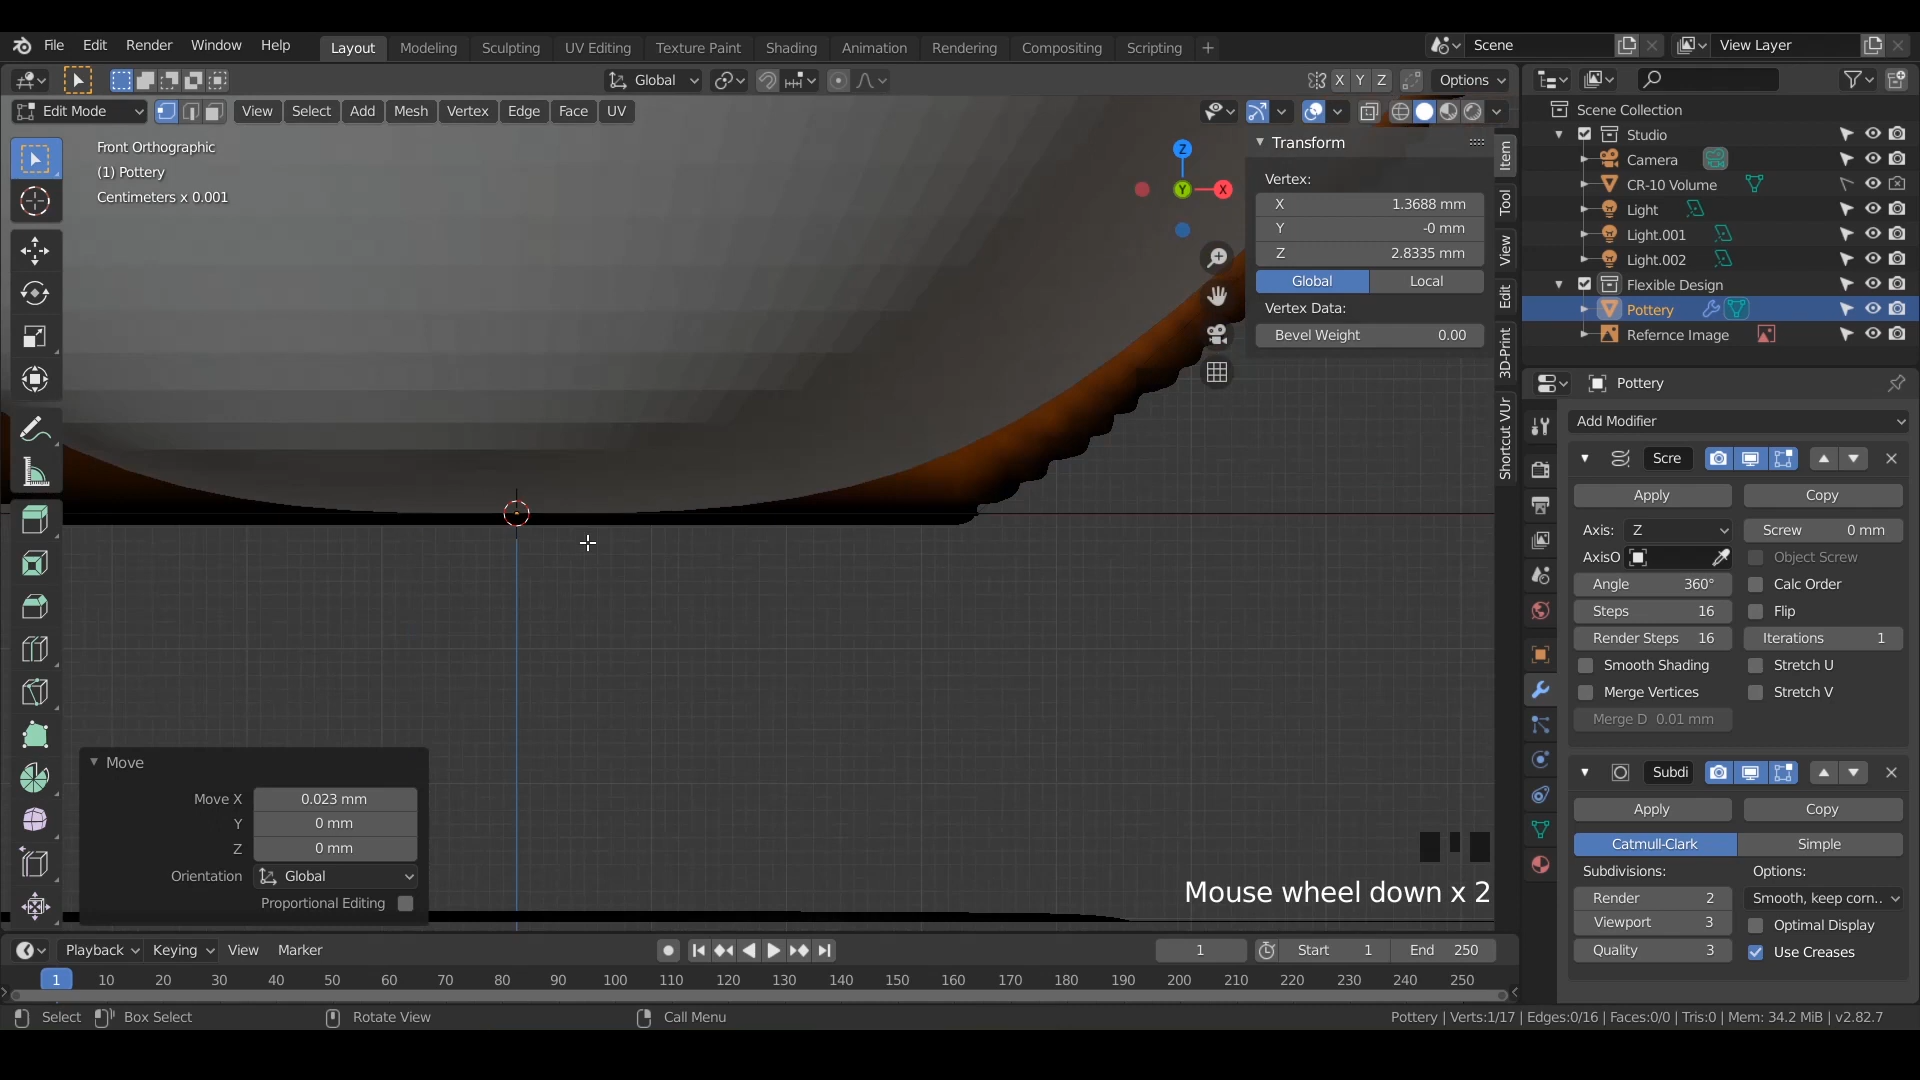 File Edit Render Window Help Layout Modeling Sculpting UV Editing Texture Paint Shading Animation Rendering Compositing Scripting + Scene View Layer
Global X Y Z Options
Edit Mode View Select Add Mesh Vertex Edge Face UV
Front Orthographic
(1) Pottery
Centimeters x 0.001
Z
Y
X
Transform
Vertex:
X 1.3688 mm
Y -0 mm
Z 2.8335 mm
Global Local
Vertex Data:
Bevel Weight 0.00
Item
Tool
View
Edit
3D-Print
Shortcut VUr
Scene Collection
Studio
Camera
CR-10 Volume
Light
Light.001
Light.002
Flexible Design
Pottery
Refernce Image
Pottery
Add Modifier
Scre
Apply Copy
Axis: Z Screw 0 mm
AxisO Object Screw
Angle 360° Calc Order
Steps 16 Flip
Render Steps 16 Iterations 1
Smooth Shading Stretch U
Merge Vertices Stretch V
Merge D 0.01 mm
Subdi
Apply Copy
Catmull-Clark Simple
Subdivisions: Options:
Render 2 Smooth, keep corn..
Viewport 3 Optimal Display
Quality 3 Use Creases
Move
Move X 0.023 mm
Y 0 mm
Z 0 mm
Orientation Global
Proportional Editing
Mouse wheel down x 2
Playback Keying View Marker 1 Start 1 End 250
1 10 20 30 40 50 60 70 80 90 100 110 120 130 140 150 160 170 180 190 200 210 220 230 240 250
Select Box Select Rotate View Call Menu Pottery | Verts:1/17 | Edges:0/16 | Faces:0/0 | Tris:0 | Mem: 34.2 MiB | v2.82.7